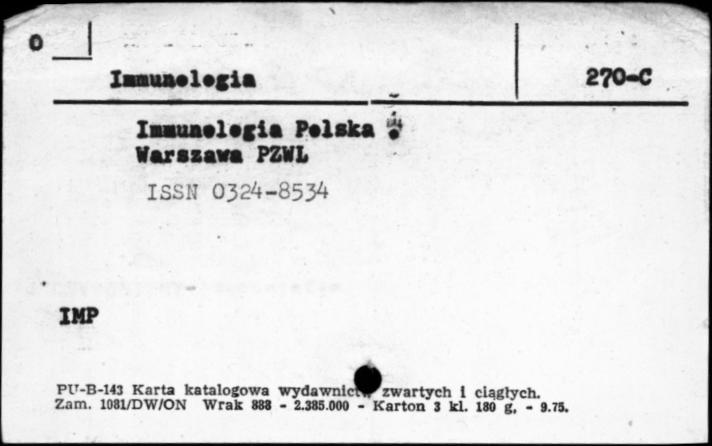 O
Immunologia 270-C
Immunologia Polska
Warszawa PZWL
ISSN 0324-8534
IMP
PU-B-143 Karta katalogowa wydawnictw zwartych i ciągłych.
Zam. 1081/DW/ON Wrak 888 - 2.385.000 - Karton 3 kl. 180 g, - 9.75.